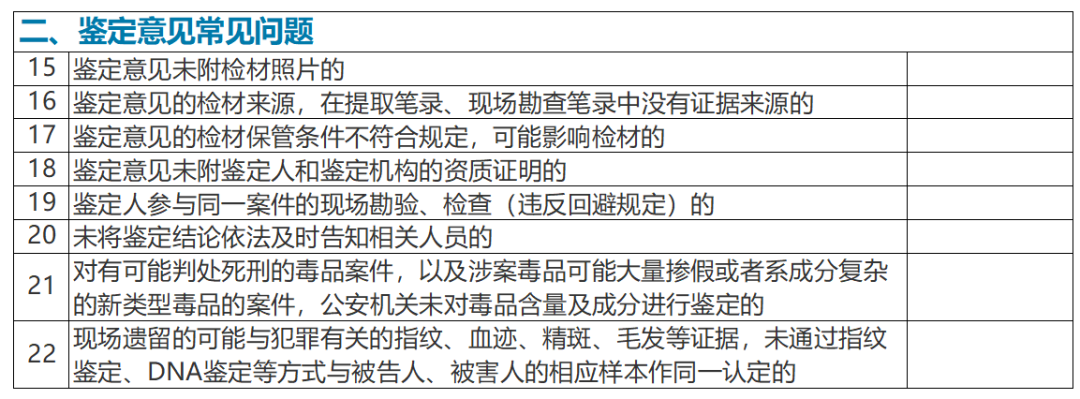 二、鉴定意见常见问题
15 鉴定意见未附检材照片的
16 鉴定意见的检材来源，在提取笔录、现场勘查笔录中没有证据来源的
17 鉴定意见的检材保管条件不符合规定，可能影响检材的
18 鉴定意见未附鉴定人和鉴定机构的资质证明的
19 鉴定人参与同一案件的现场勘验、检查（违反回避规定）的
20 未将鉴定结论依法及时告知相关人员的
21 对有可能判处死刑的毒品案件，以及涉案毒品可能大量掺假或者系成分复杂
的新类型毒品的案件，公安机关未对毒品含量及成分进行鉴定的
22 现场遗留的可能与犯罪有关的指纹、血迹、精斑、毛发等证据，未通过指纹
鉴定、DNA鉴定等方式与被告人、被害人的相应样本作同一认定的